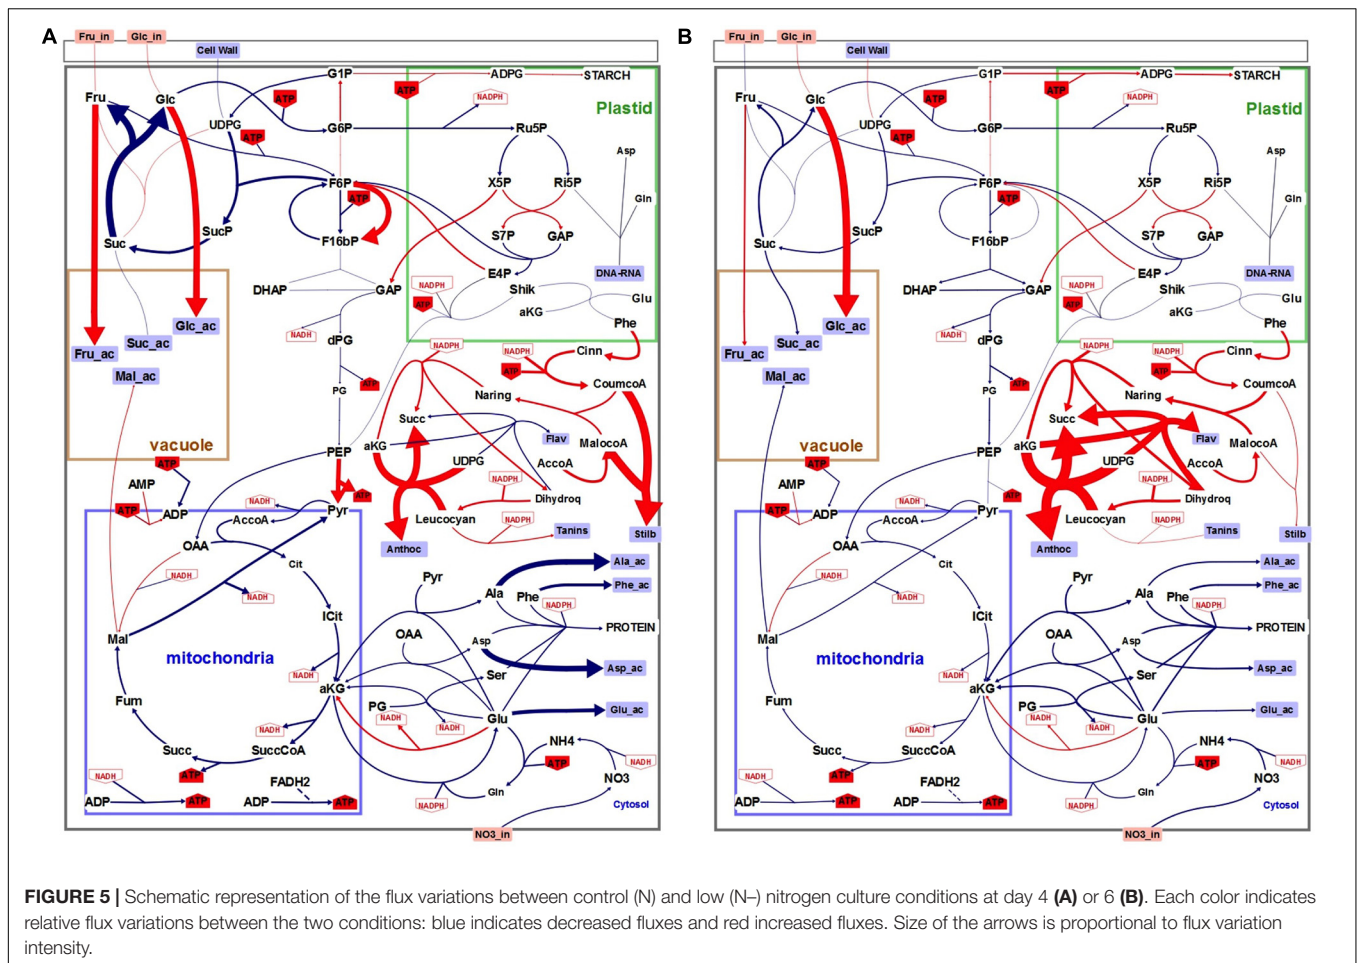 A
Fru_in Glc_in
Cell Wall
G1P ADPG STARCH
ATP
NADPH
Plastid
Fru Glc
ATP
UDPG
ATP
G6P Ru5P
Asp
F6P X5P Ri5P
ATP
Gln
SucP
Suc
F16bP S7P GAP
E4P DNA-RNA
DHAP GAP
NADPH Shik
Glu
ATP aKG
Phe
Glc_ac
NADH
dPG
Suc_ac
Fru_ac
NADPH NADPH Cinn
Mal_ac
ATP
PG ATP
CoumcoA
Naring
Succ
vacuole
aKG
Flav
MalocoA
PEP
UDPG AccoA
ATP
AMP
NADPH
ATP
ATP
ADP
NADH
Pyr
Dihydroq
AccoA
Leucocyan NADPH
Tanins Stilb
OAA
Anthoc
Cit
Ala_ac
NADH
Pyr
Ala Phe Phe_ac
NADH
NADPH
ICit
OAA
PROTEIN
Mal
Asp
mitochondria
Asp_ac
NADH
Ser
aKG
Fum
PG
NADH
Glu
Glu_ac
NADH
NADH
Succ SuccCoA
NH4
ATP
NADH
ATP
NADH
FADH2
NO3
Gln
ADP ATP ADP ATP
NADPH
Cytosol
NO3_in
B
Fru_in Glc_in
Cell Wall
G1P ADPG STARCH
ATP
NADPH
Plastid
Fru Glc
ATP
UDPG
ATP
G6P Ru5P
Asp
F6P X5P Ri5P
ATP
Gln
SucP
Suc
F16bP S7P GAP
E4P DNA-RNA
DHAP GAP
NADPH Shik
Glu
ATP aKG
Phe
Glc_ac
NADH
dPG
Suc_ac
Fru_ac
NADPH NADPH Cinn
Mal_ac
ATP
PG ATP
CoumcoA
Naring
Succ
vacuole
aKG
Flav
MalocoA
PEP
UDPG AccoA
ATP
AMP
NADPH
ATP
ATP
ADP
NADH
Pyr
Dihydroq
AccoA
Leucocyan NADPH
Tanins Stilb
OAA
Anthoc
Cit
Ala_ac
NADH
Pyr
Ala Phe Phe_ac
NADH
NADPH
ICit
OAA
PROTEIN
Mal
Asp
mitochondria
Asp_ac
NADH
Ser
aKG
Fum
PG
NADH
Glu
Glu_ac
NADH
NADH
Succ SuccCoA
NH4
ATP
NADH
ATP
NADH
FADH2
NO3
Gln
ADP ATP ADP ATP
NADPH
Cytosol
NO3_in
FIGURE 5 | Schematic representation of the flux variations between control (N) and low (N–) nitrogen culture conditions at day 4 (A) or 6 (B). Each color indicates
relative flux variations between the two conditions: blue indicates decreased fluxes and red increased fluxes. Size of the arrows is proportional to flux variation
intensity.